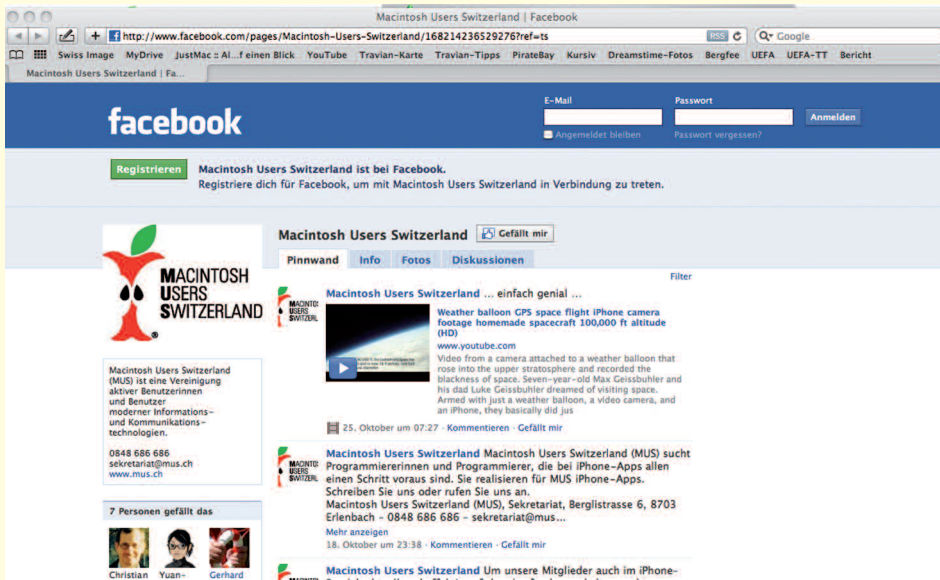 Macintosh Users Switzerland | Facebook
http://www.facebook.com/pages/Macintosh-Users-Switzerland/168214236529276?ref=ts
RSS
Google
Swiss Image MyDrive JustMac :: Al...f einen Blick YouTube Travian-Karte Travian-Tipps PirateBay Kursiv Dreamstime-Fotos Bergfee UEFA UEFA-TT Bericht
Macintosh Users Switzerland | Fa...
facebook
E-Mail
Passwort
Anmelden
Angemeldet bleiben
Passwort vergessen?
Registrieren
Macintosh Users Switzerland ist bei Facebook.
Registriere dich für Facebook, um mit Macintosh Users Switzerland in Verbindung zu treten.
MACINTOSH
USERS
SWITZERLAND
®
Macintosh Users Switzerland
(MUS) ist eine Vereinigung
aktiver Benutzerinnen
und Benutzer
moderner Informations-
und Kommunikations-
technologien.
0848 686 686
sekretariat@mus.ch
www.mus.ch
7 Personen gefällt das
Christian Yuan- Gerhard
Macintosh Users Switzerland
Gefällt mir
Pinnwand Info Fotos Diskussionen
Filter
MACINTO
USERS
SWITZERL
Macintosh Users Switzerland ... einfach genial ...
Weather balloon GPS space flight iPhone camera
footage homemade spacecraft 100,000 ft altitude
(HD)
www.youtube.com
Video from a camera attached to a weather balloon that
rose into the upper stratosphere and recorded the
blackness of space. Seven-year-old Max Geissbuhler and
his dad Luke Geissbuhler dreamed of visiting space.
Armed with just a weather balloon, a video camera, and
an iPhone, they basically did jus
25. Oktober um 07:27 · Kommentieren · Gefällt mir
MACINTO
USERS
SWITZERL
Macintosh Users Switzerland Macintosh Users Switzerland (MUS) sucht
Programmiererinnen und Programmierer, die bei iPhone-Apps allen
einen Schritt voraus sind. Sie realisieren für MUS iPhone-Apps.
Schreiben Sie uns oder rufen Sie uns an.
Macintosh Users Switzerland (MUS), Sekretariat, Berglistrasse 6, 8703
Erlenbach - 0848 686 686 - sekretariat@mus...
Mehr anzeigen
18. Oktober um 23:38 · Kommentieren · Gefällt mir
Macintosh Users Switzerland Um unsere Mitglieder auch im iPhone-